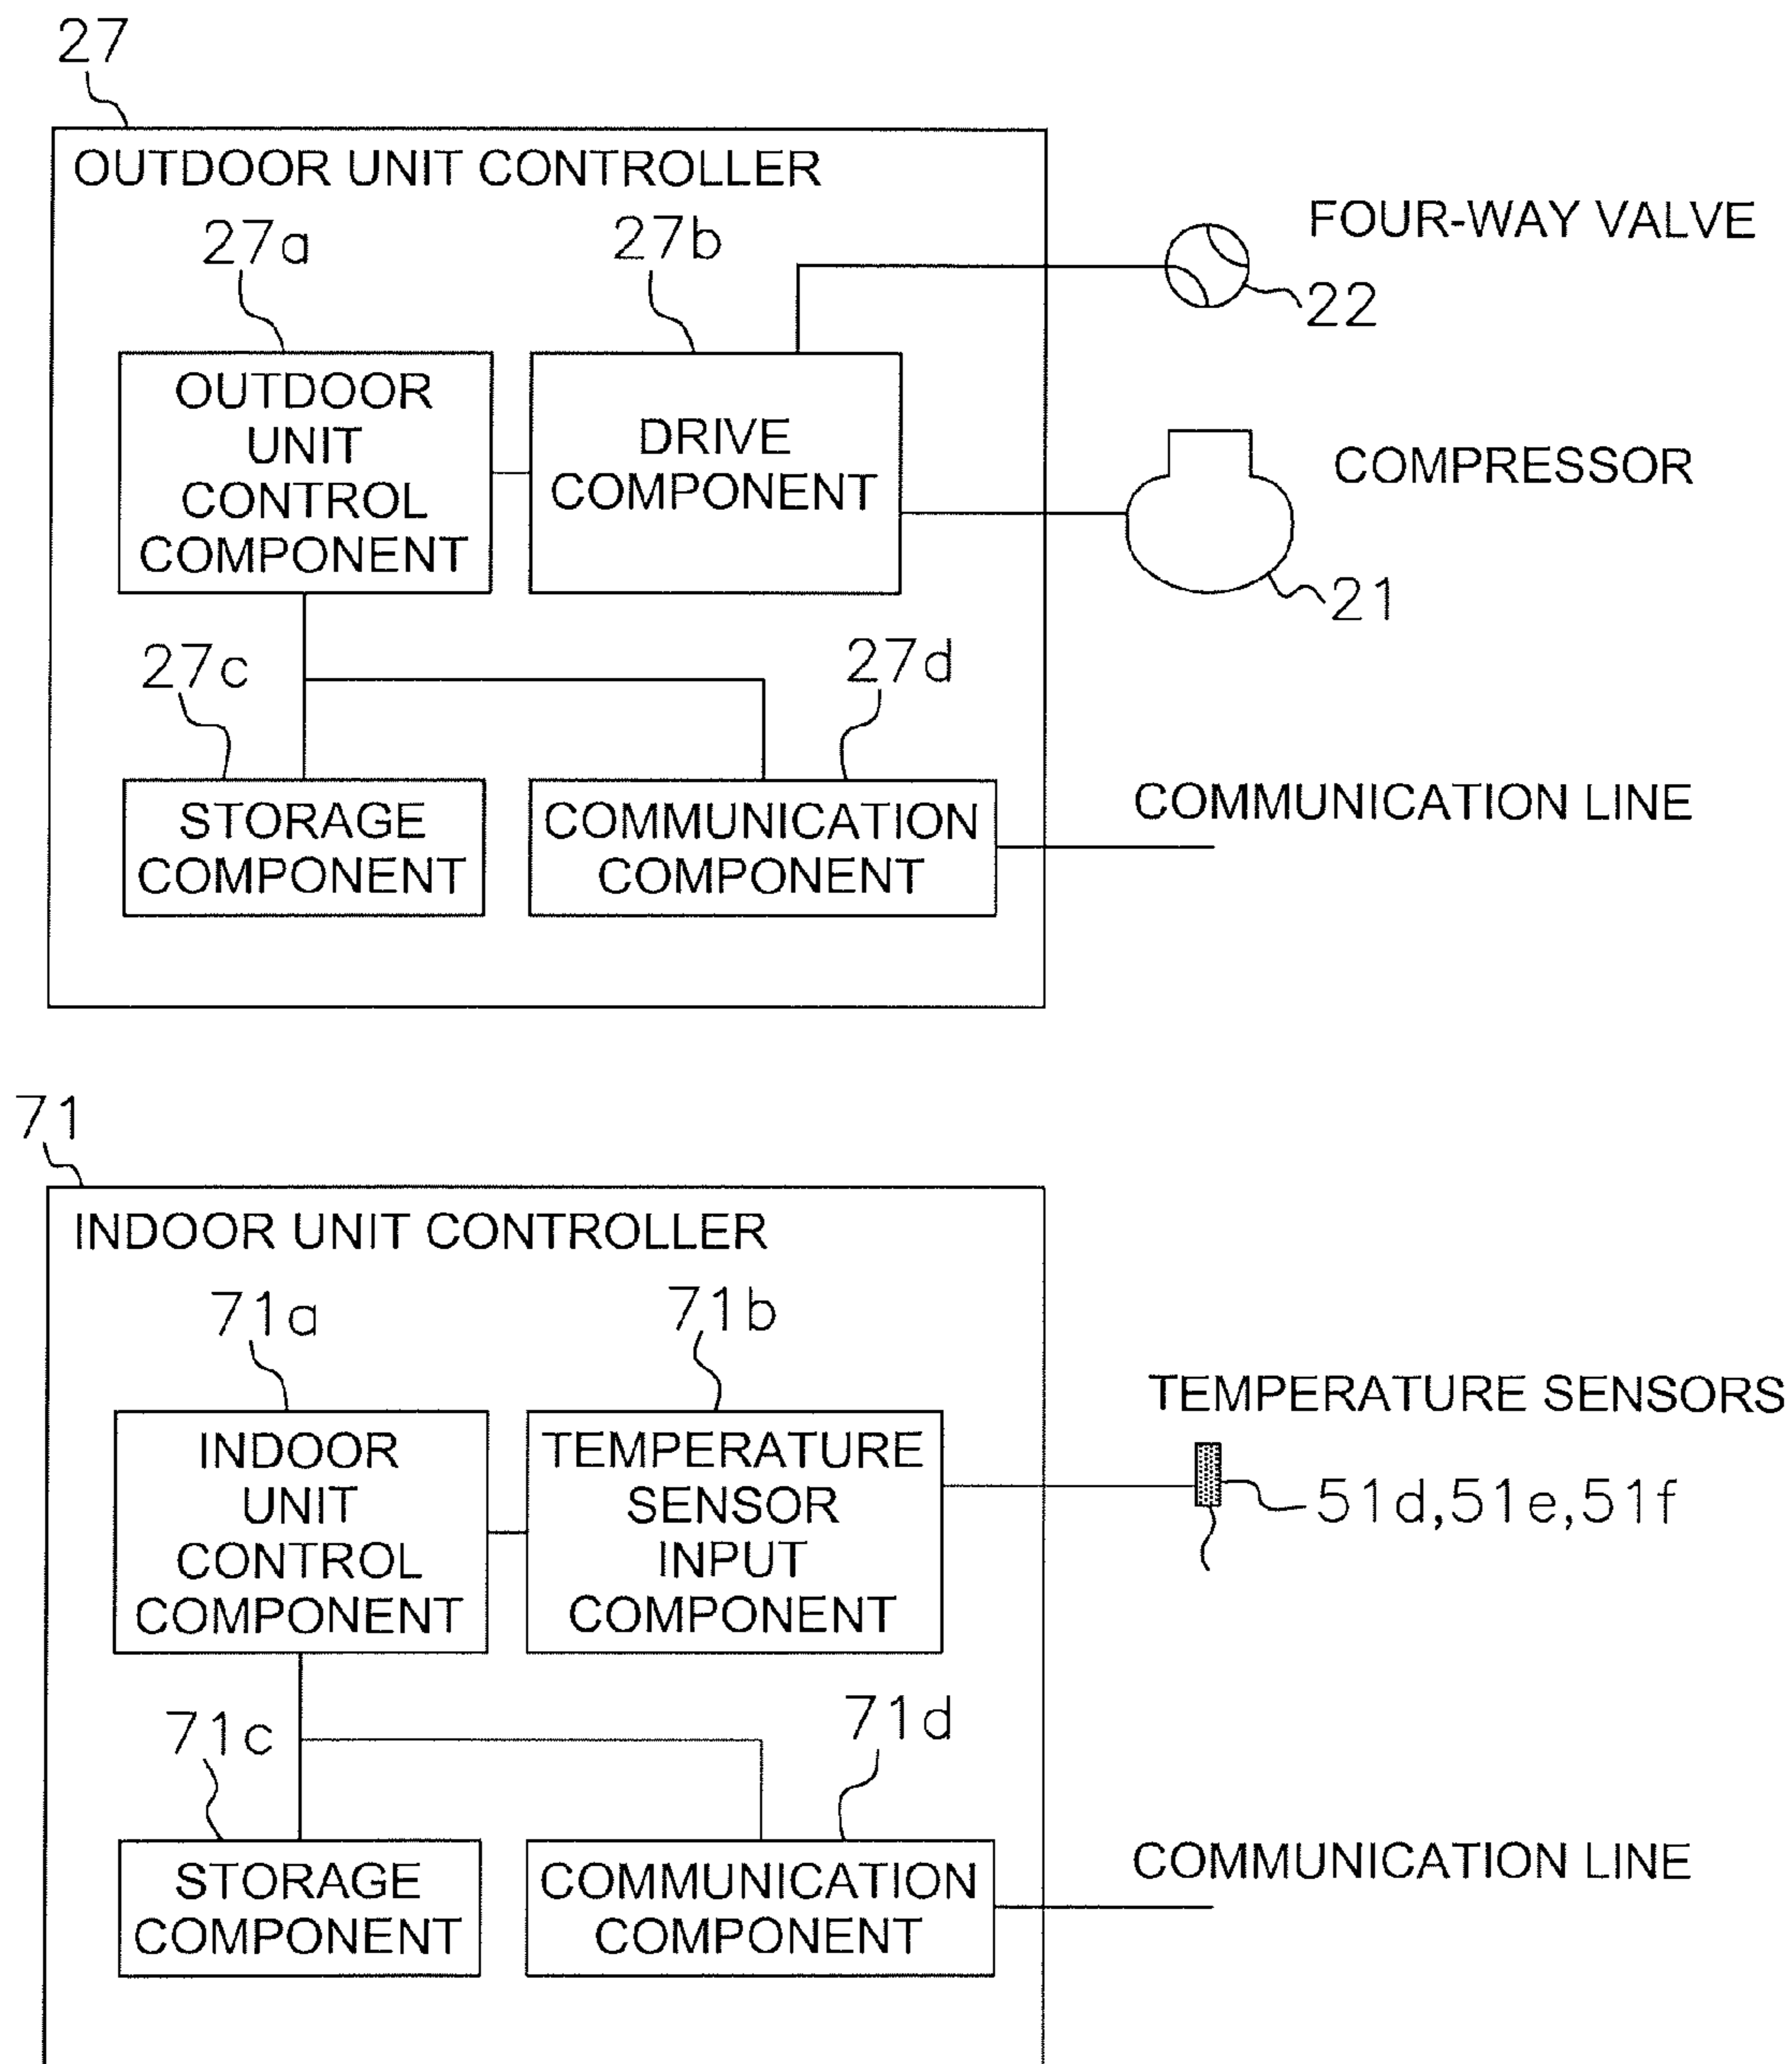 27
OUTDOOR UNIT CONTROLLER
27a
27b
FOUR-WAY VALVE
22
OUTDOOR
UNIT
CONTROL
COMPONENT
DRIVE
COMPONENT
COMPRESSOR
21
27c
27d
STORAGE
COMPONENT
COMMUNICATION
COMPONENT
COMMUNICATION LINE
71
INDOOR UNIT CONTROLLER
71a
71b
INDOOR
UNIT
CONTROL
COMPONENT
TEMPERATURE
SENSOR
INPUT
COMPONENT
TEMPERATURE SENSORS
51d,51e,51f
71c
71d
STORAGE
COMPONENT
COMMUNICATION
COMPONENT
COMMUNICATION LINE